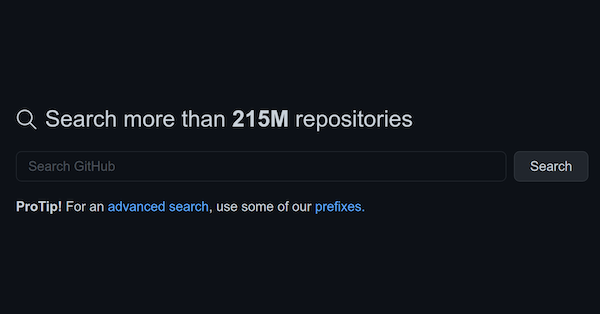 Search more than 215M repositories
Search GitHub
Search
ProTip! For an advanced search, use some of our prefixes.